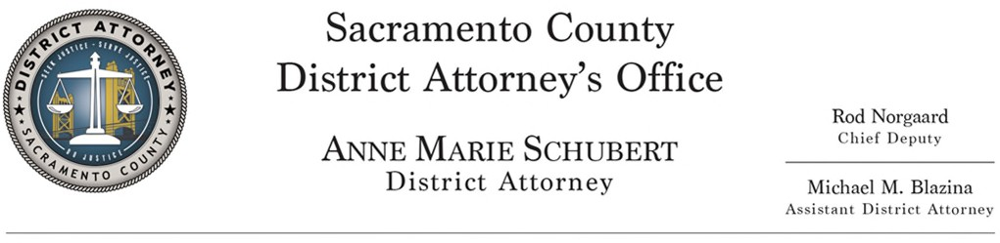 DISTRICT ATTORNEY
SEEK JUSTICE · SERVE JUSTICE
DO JUSTICE
SACRAMENTO COUNTY
Sacramento County
District Attorney’s Office
ANNE MARIE SCHUBERT
District Attorney
Rod Norgaard
Chief Deputy
Michael M. Blazina
Assistant District Attorney